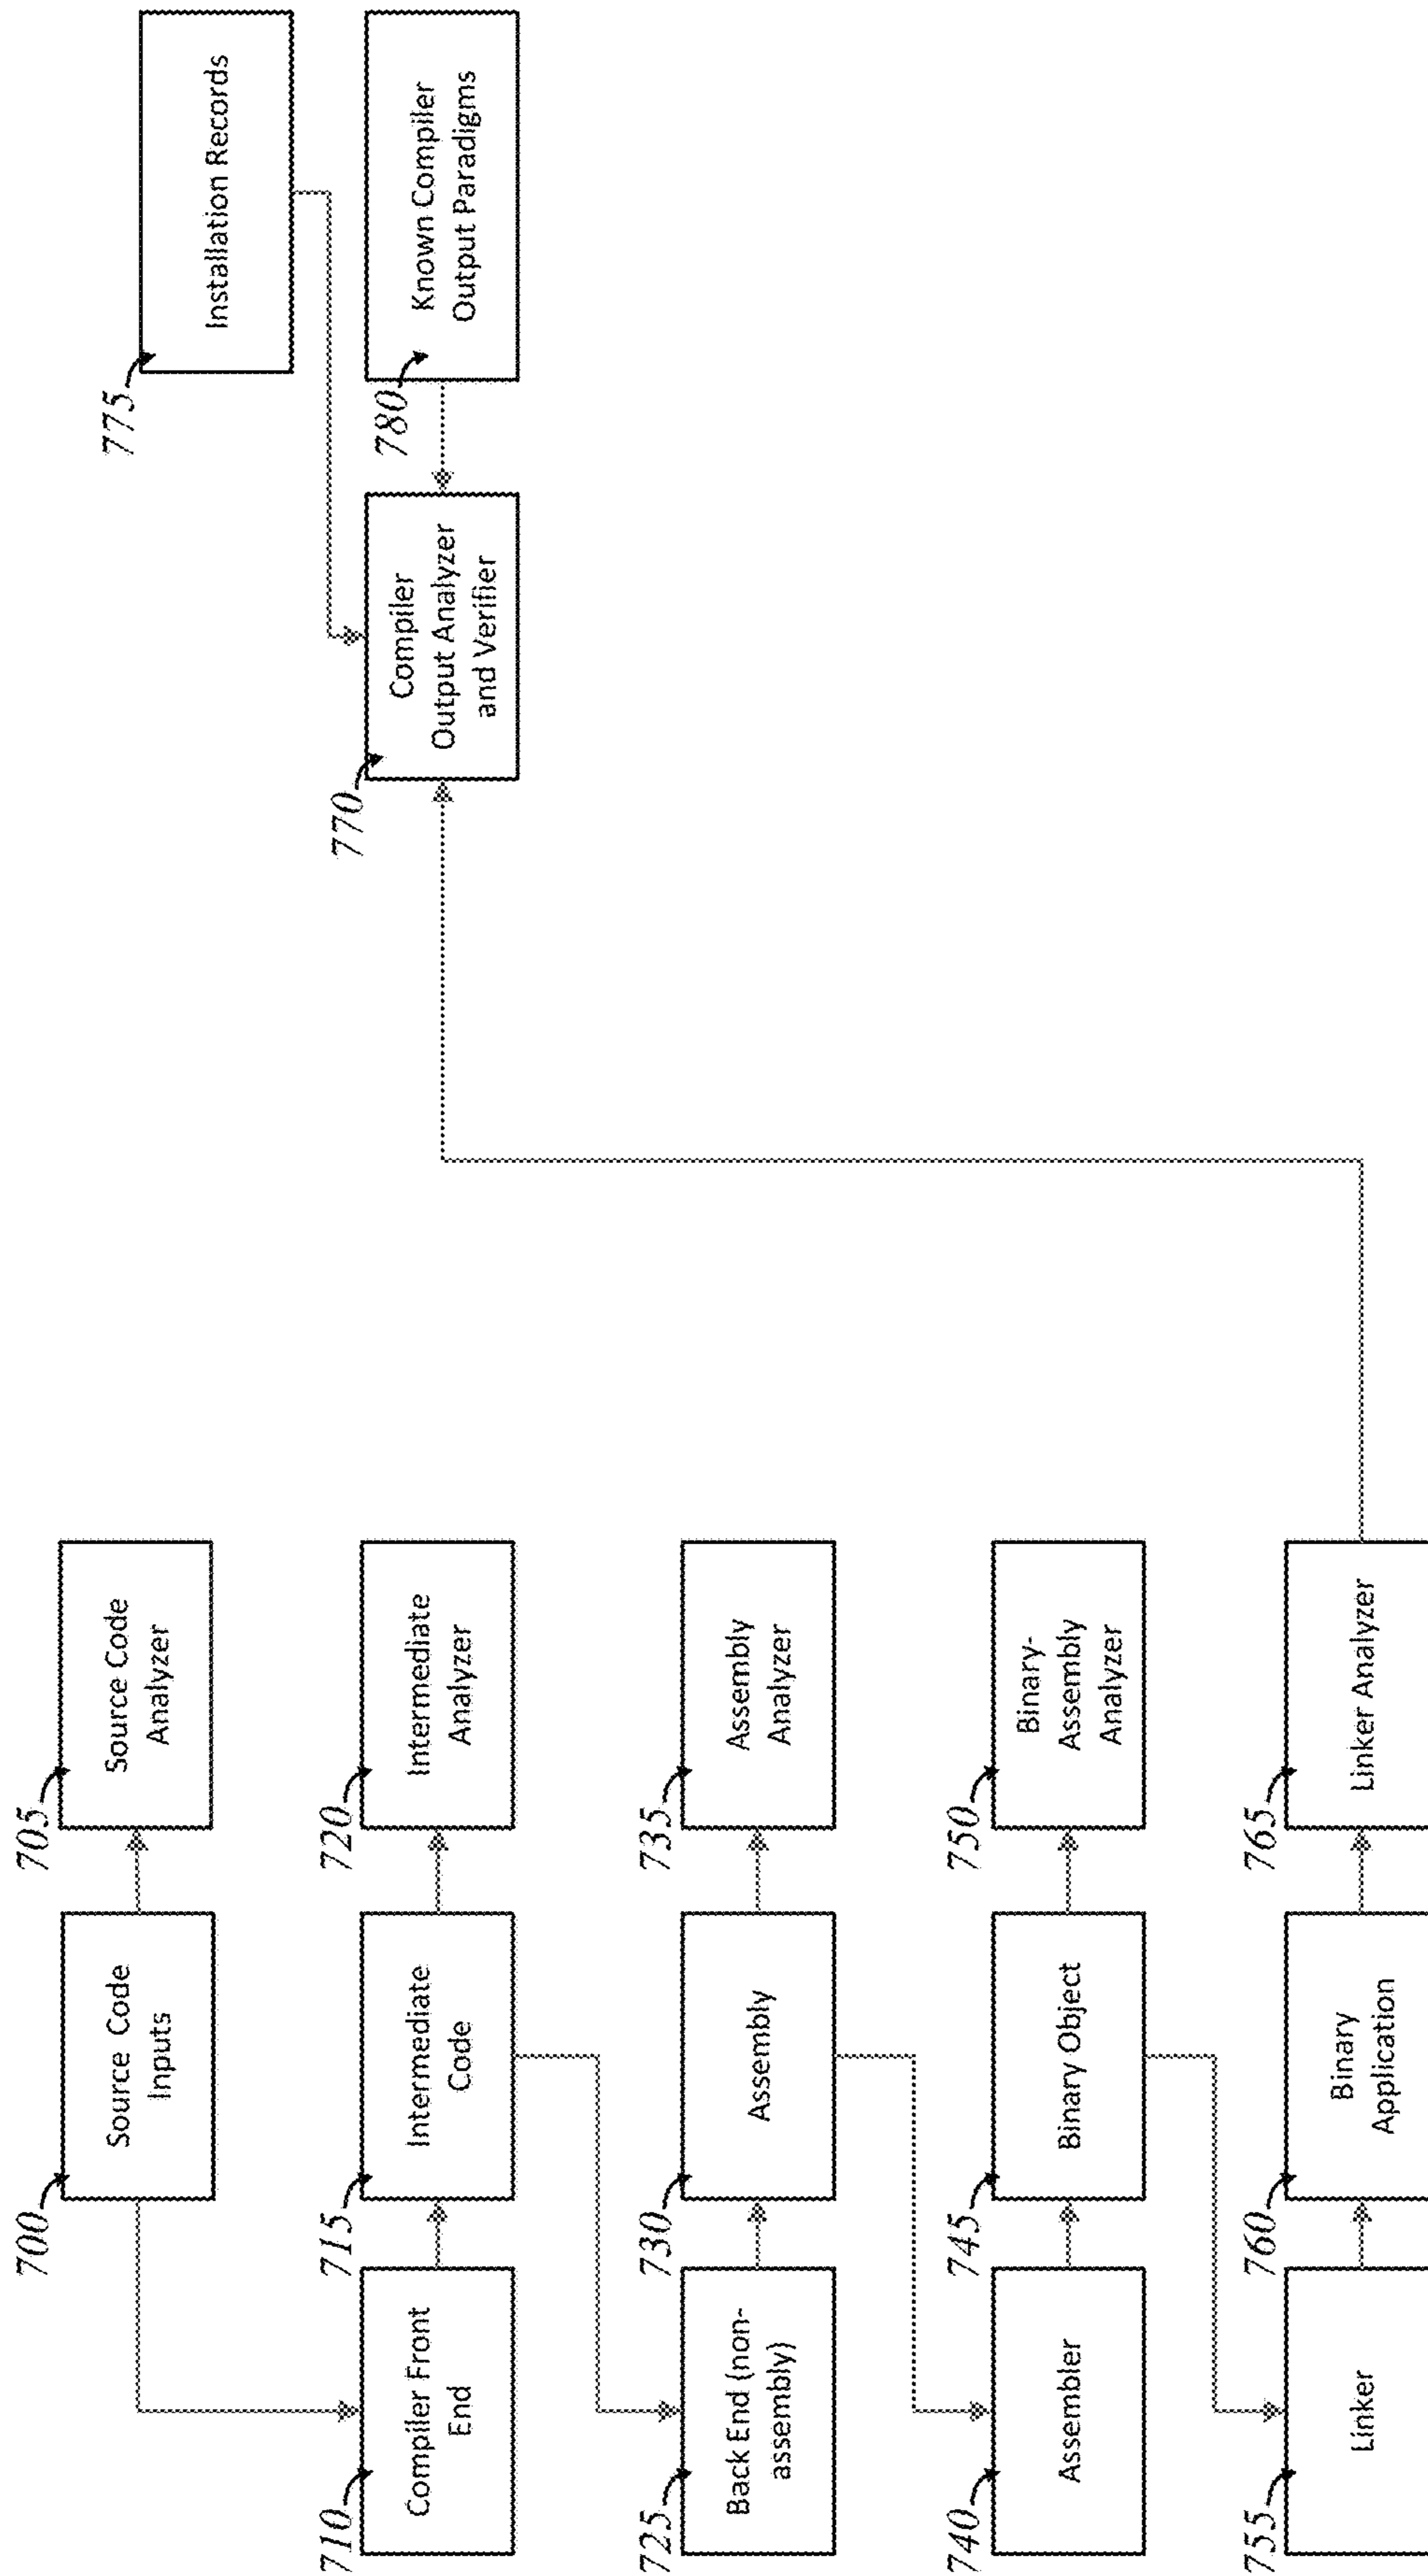 700
Source Code
Inputs
705
Source Code
Analyzer
775
Installation Records
710
Compiler Front
End
715
Intermediate
Code
720
Intermediate
Analyzer
770
Compiler
Output Analyzer
and Verifier
780
Known Compiler
Output Paradigms
725
Back End (non-
assembly)
730
Assembly
735
Assembly
Analyzer
740
Assembler
745
Binary Object
750
Binary-
Assembly
Analyzer
755
Linker
760
Binary
Application
765
Linker Analyzer